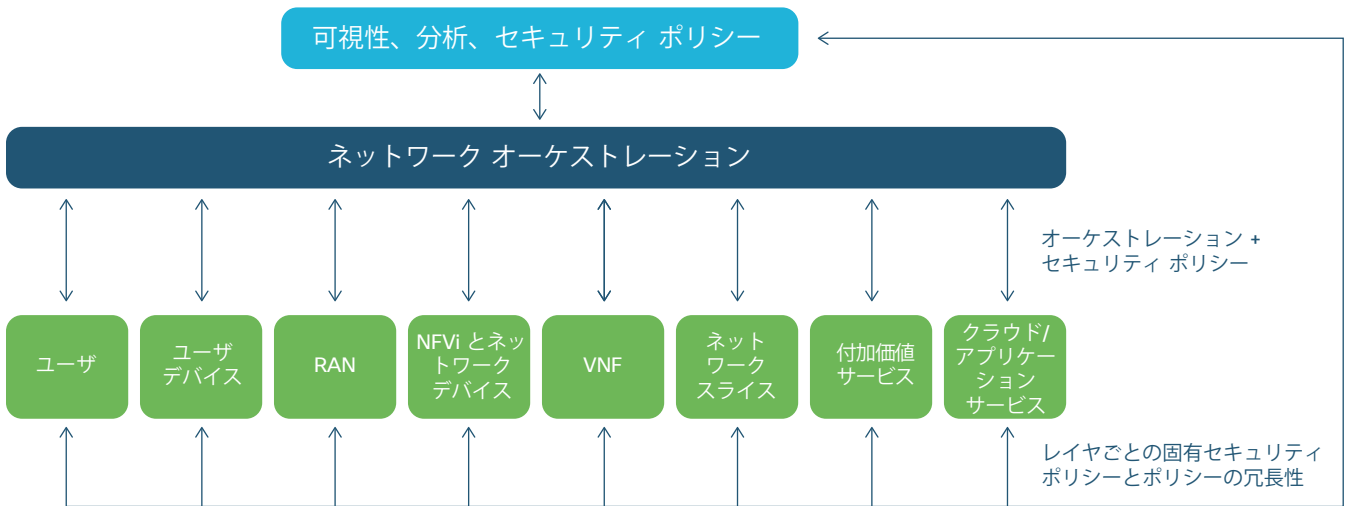 可視性、分析、セキュリティ ポリシー
ネットワーク オーケストレーション
オーケストレーション +
セキュリティ ポリシー
ユーザ
ユーザ
デバイス
RAN
NFVi とネッ
トワーク
デバイス
VNF
ネット
ワーク
スライス
付加価値
サービス
クラウド/
アプリケー
ション
サービス
レイヤごとの固有セキュリティ
ポリシーとポリシーの冗長性